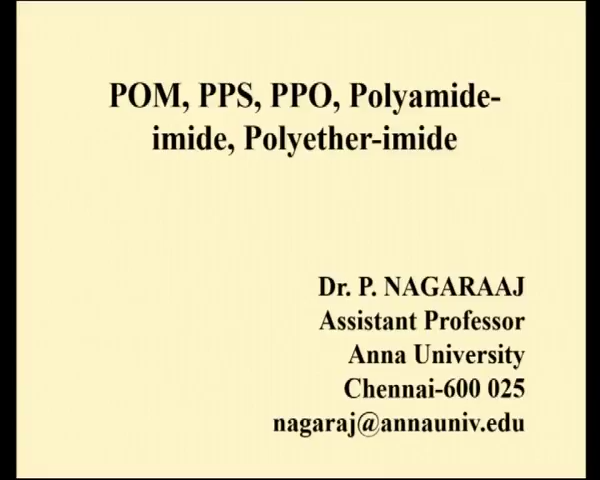 POM, PPS, PPO, Polyamide-
imide, Polyether-imide
Dr. P. NAGARAAJ
Assistant Professor
Anna University
Chennai-600 025
nagaraj@annauniv.edu